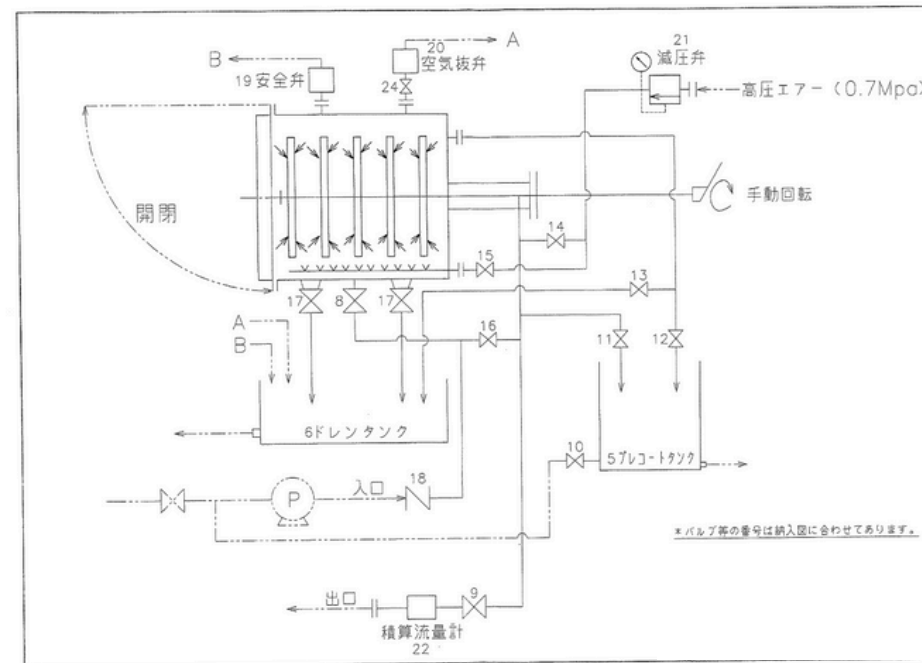 B
A
20
空気抜弁
19 安全弁
24
21
減圧弁
高圧エアー (0.7Mpa)
開閉
手動回転
14
15
13
17
8
17
16
11
12
A
B
6ドレンタンク
5プレコートタンク
10
入口
18
P
*バルブ等の番号は納入図に合わせてあります。
9
出口
積算流量計
22